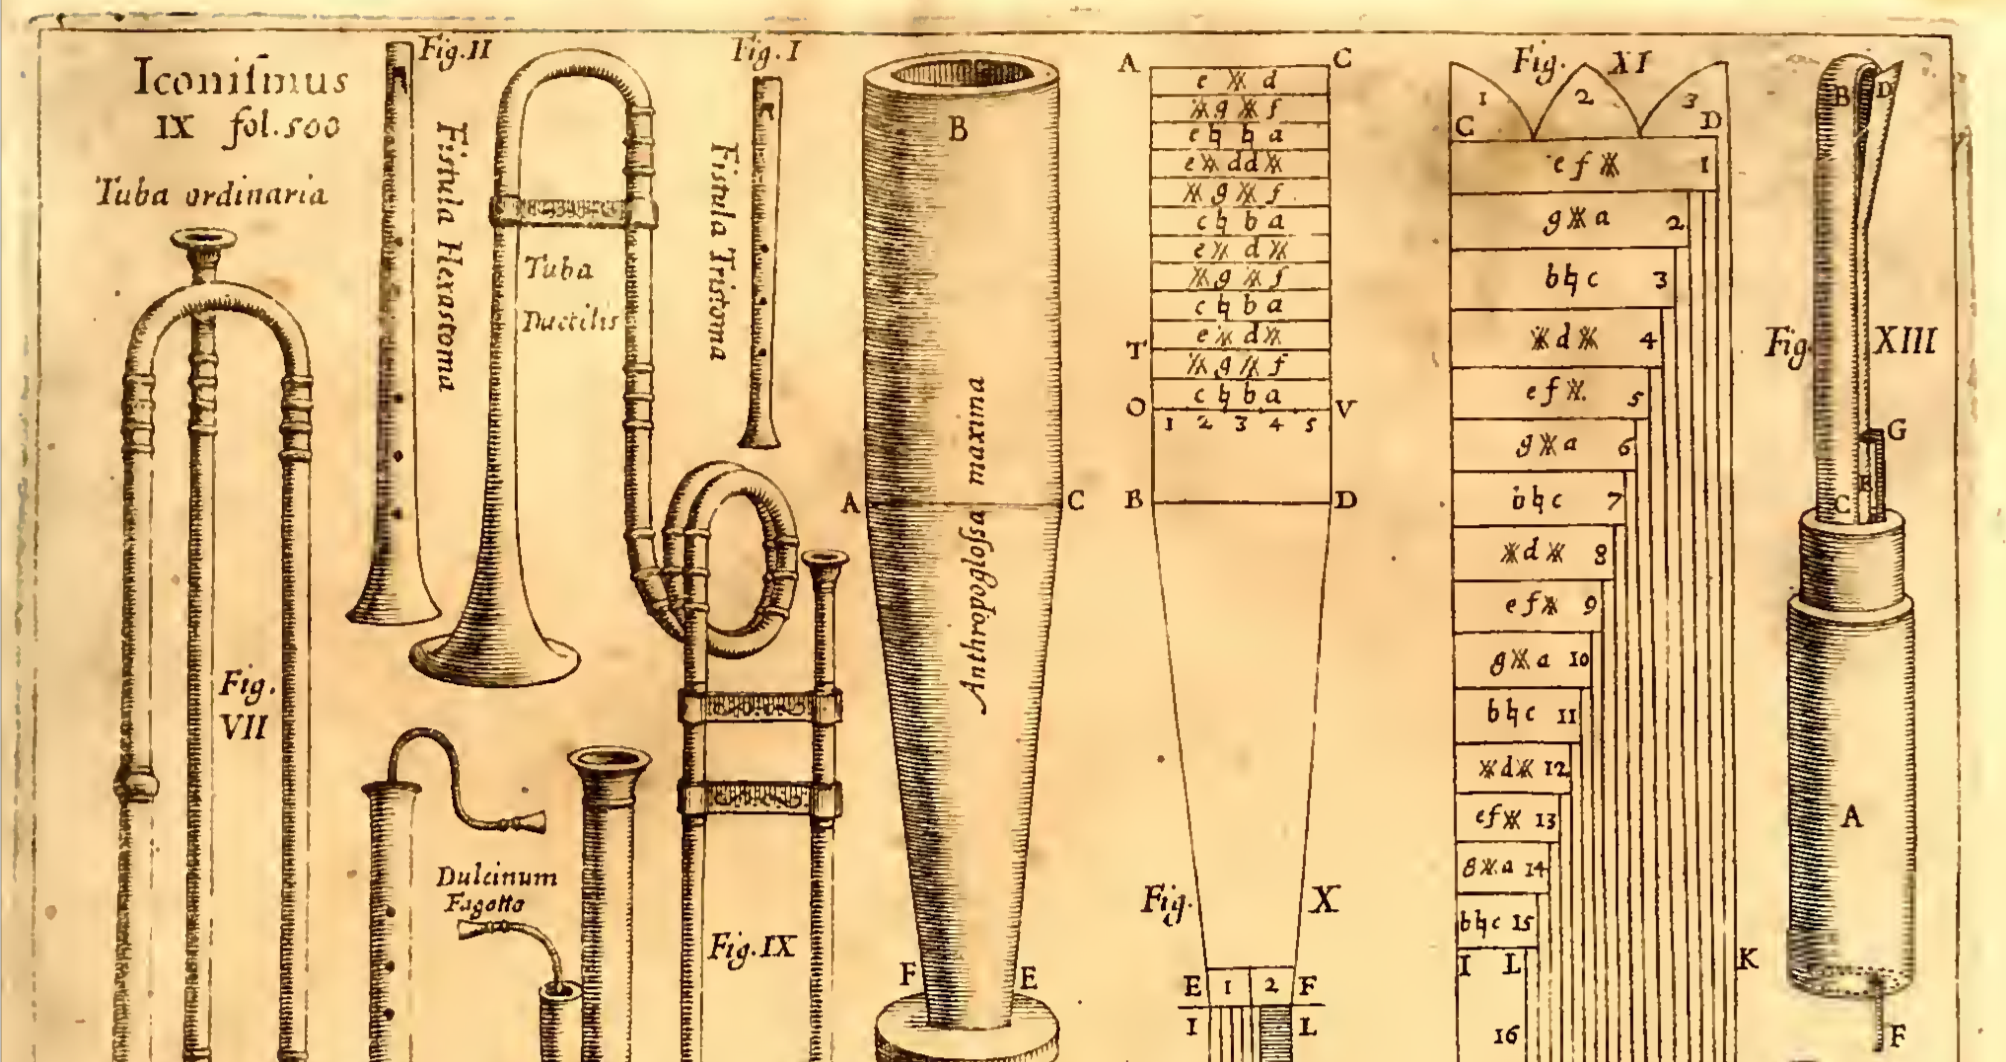 Iconiſmus
IX fol. 500
Tuba ordinaria
Fig.
VII
Fig. II
Fistula Hexastoma
Tuba
Ductilis
Fig. I
Fistula Tristoma
Dulcinum
Fagotto
Fig. IX
B
A
C
Anthropogloſsa maxima
F
E
A
C
e ※ d
※ g ※ f
c ♮ b a
e ※ d d ※
※ g ※ f
c ♮ b a
e ※ d ※
※ g ※ f
c ♮ b a
T
e ※ d ※
※ g ※ f
c ♮ b a
O
V
1 2 3 4 5
B
D
Fig. X
E 1 2 F
I
L
Fig. XI
1 2 3
C
D
e f ※ 1
g ※ a 2
b ♮ c 3
※ d ※ 4
e f ※. 5
g ※ a 6
b ♮ c 7
※ d ※ 8
e f ※ 9
g ※ a 10
b ♮ c 11
※ d ※ 12
e f ※ 13
g ※ a 14
b ♮ c 15
I L
K
16
B
D
Fig. XIII
G
E
C
A
F